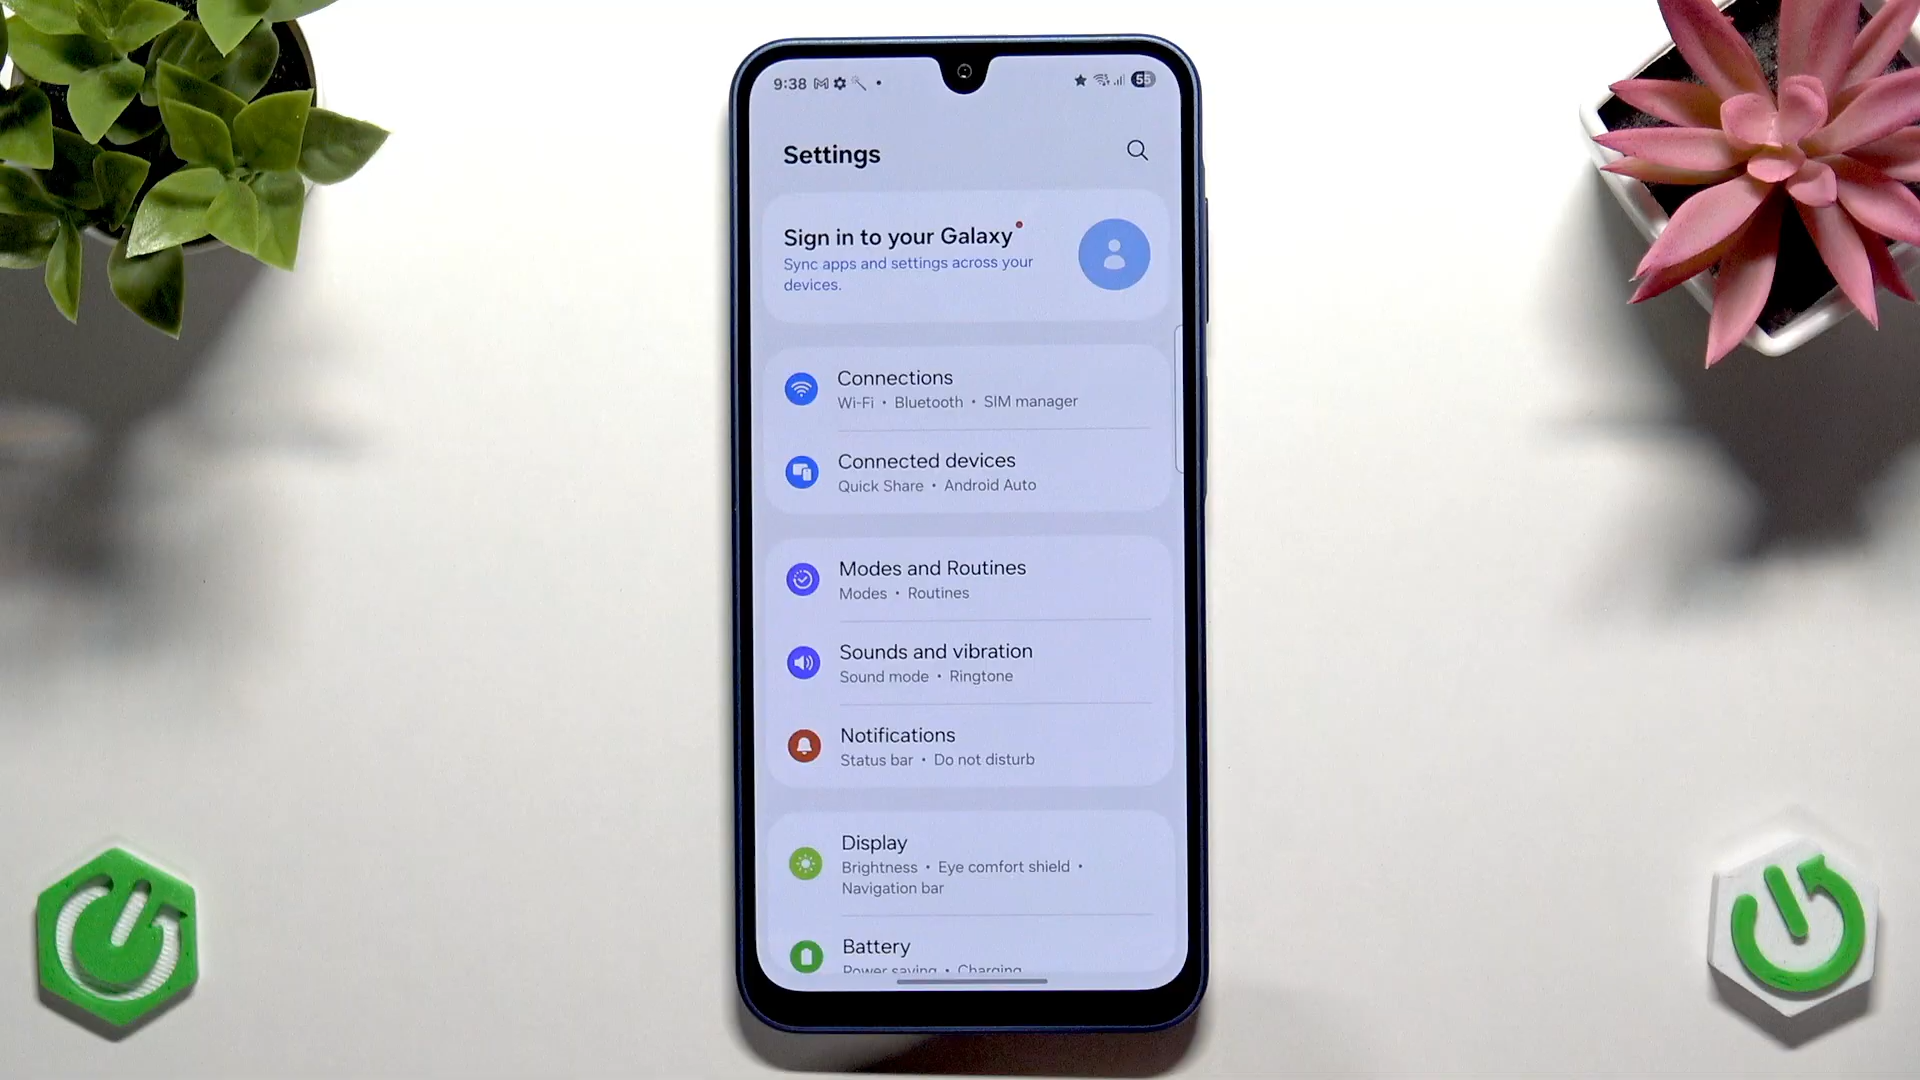 9:38
55
Settings
Sign in to your Galaxy
Sync apps and settings across your
devices.
Connections
Wi-Fi • Bluetooth • SIM manager
Connected devices
Quick Share • Android Auto
Modes and Routines
Modes • Routines
Sounds and vibration
Sound mode • Ringtone
Notifications
Status bar • Do not disturb
Display
Brightness • Eye comfort shield •
Navigation bar
Battery
Power saving • Charging